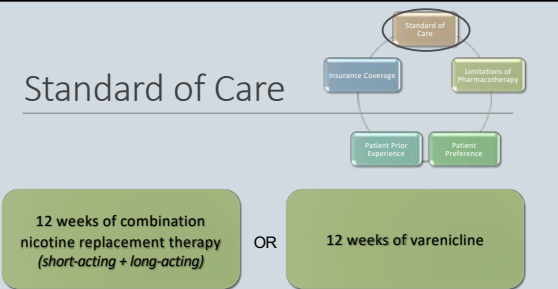 Standard of Care
Standard of
Care
Insurance Coverage
Limitations of
Pharmacotherapy
Patient Prior
Experience
Patient
Preference
12 weeks of combination
nicotine replacement therapy
(short-acting + long-acting)
OR
12 weeks of varenicline